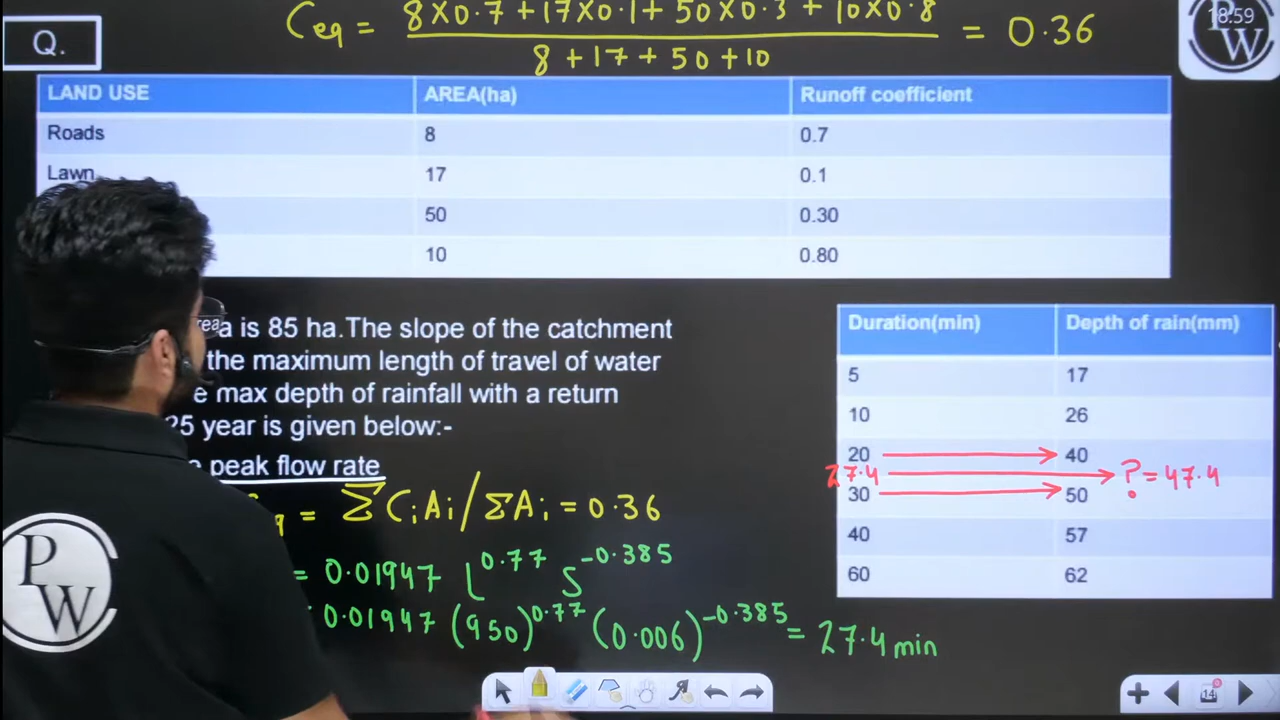 Ceq = 8×0.7+17×0.1+50×0.3+10×0.8 / 8+17+50+10 = 0.36
Q.
18:59
PW
LAND USE AREA(ha) Runoff coefficient
Roads 8 0.7
Lawn 17 0.1
50 0.30
10 0.80
area is 85 ha.The slope of the catchment
the maximum length of travel of water
max depth of rainfall with a return
25 year is given below:-
peak flow rate
Duration(min) Depth of rain(mm)
5 17
10 26
20 40
27.4 ? = 47.4
30 50
40 57
60 62
= ΣCiAi/ΣAi = 0.36
= 0.01947 L^0.77 S^-0.385
0.01947 (950)^0.77 (0.006)^-0.385 = 27.4 min
PW
14